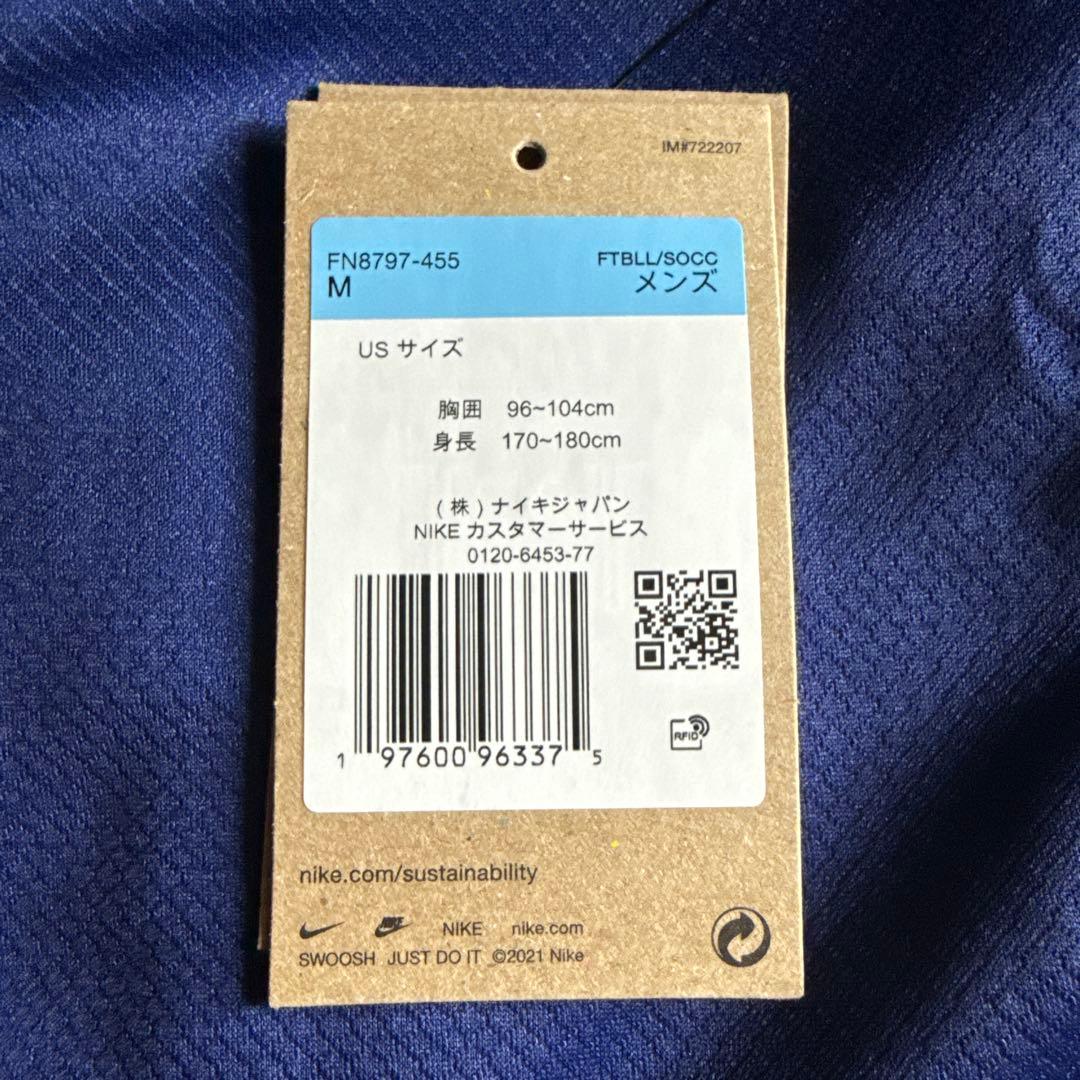 IM#722207
FN8797-455 FTBLL/SOCC
M メンズ
US サイズ
胸囲 96~104cm
身長 170~180cm
(株)ナイキジャパン
NIKE カスタマーサービス
0120-6453-77
RFID
1 97600 96337 5
nike.com/sustainability
NIKE NIKE nike.com
SWOOSH JUST DO IT ©2021 Nike